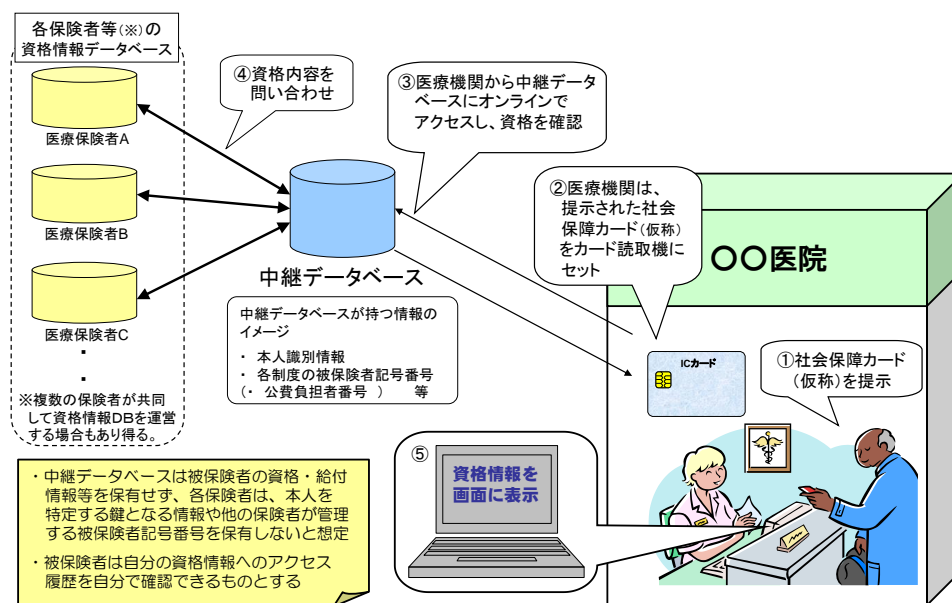 各保険者等(※)の
資格情報データベース
医療保険者A
医療保険者B
医療保険者C
・
・
※複数の保険者が共同
して資格情報DBを運営
する場合もあり得る。
④資格内容を
問い合わせ
③医療機関から中継データ
ベースにオンラインで
アクセスし、資格を確認
②医療機関は、
提示された社会
保障カード(仮称)
をカード読取機に
セット
〇〇医院
中継データベース
中継データベースが持つ情報の
イメージ
・ 本人識別情報
・ 各制度の被保険者記号番号
(・ 公費負担者番号 ) 等
ICカード
①社会保障カード
(仮称)を提示
⑤
資格情報を
画面に表示
・中継データベースは被保険者の資格・給付
情報等を保有せず、各保険者は、本人を
特定する鍵となる情報や他の保険者が管理
する被保険者記号番号を保有しないと想定
・被保険者は自分の資格情報へのアクセス
履歴を自分で確認できるものとする